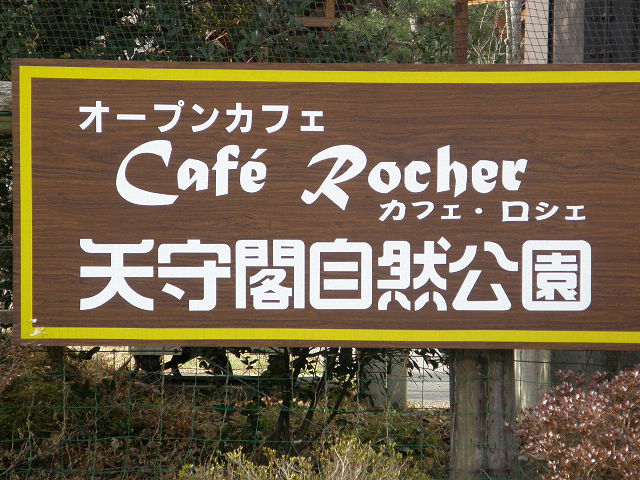 オープンカフェ
Café Rocher
カフェ・ロシェ
天守閣自然公園